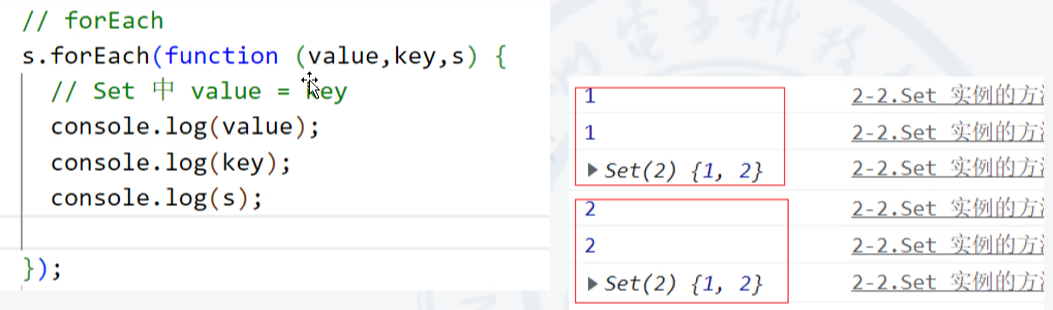 // forEach
s.forEach(function (value,key,s) {
// Set 中 value = key
console.log(value);
console.log(key);
console.log(s);
});
1 2-2.Set 实例的方
1 2-2.Set 实例的方
▶ Set(2) {1, 2} 2-2.Set 实例的方
2 2-2.Set 实例的方
2 2-2.Set 实例的方
▶ Set(2) {1, 2} 2-2.Set 实例的方